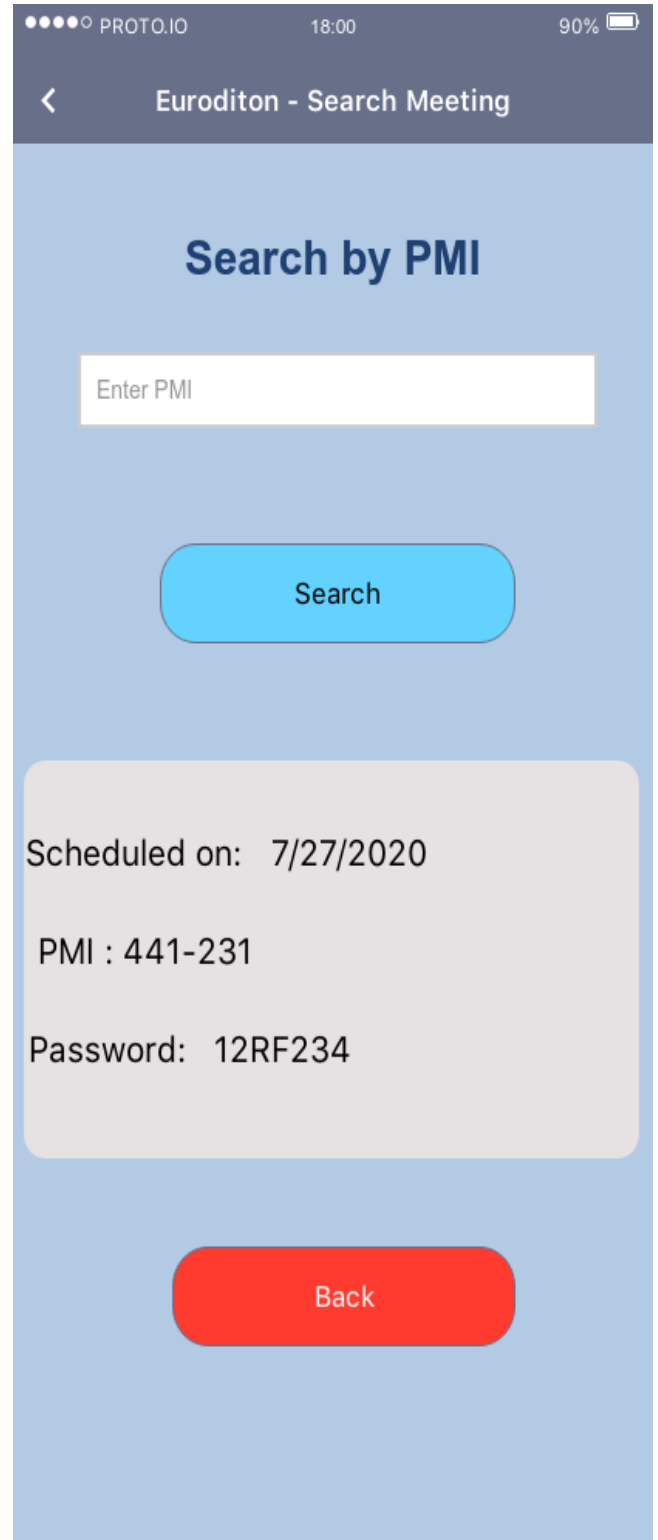 PROTO.IO 18:00 90%
Euroditon - Search Meeting
Search by PMI
Enter PMI
Search
Scheduled on: 7/27/2020
PMI : 441-231
Password: 12RF234
Back